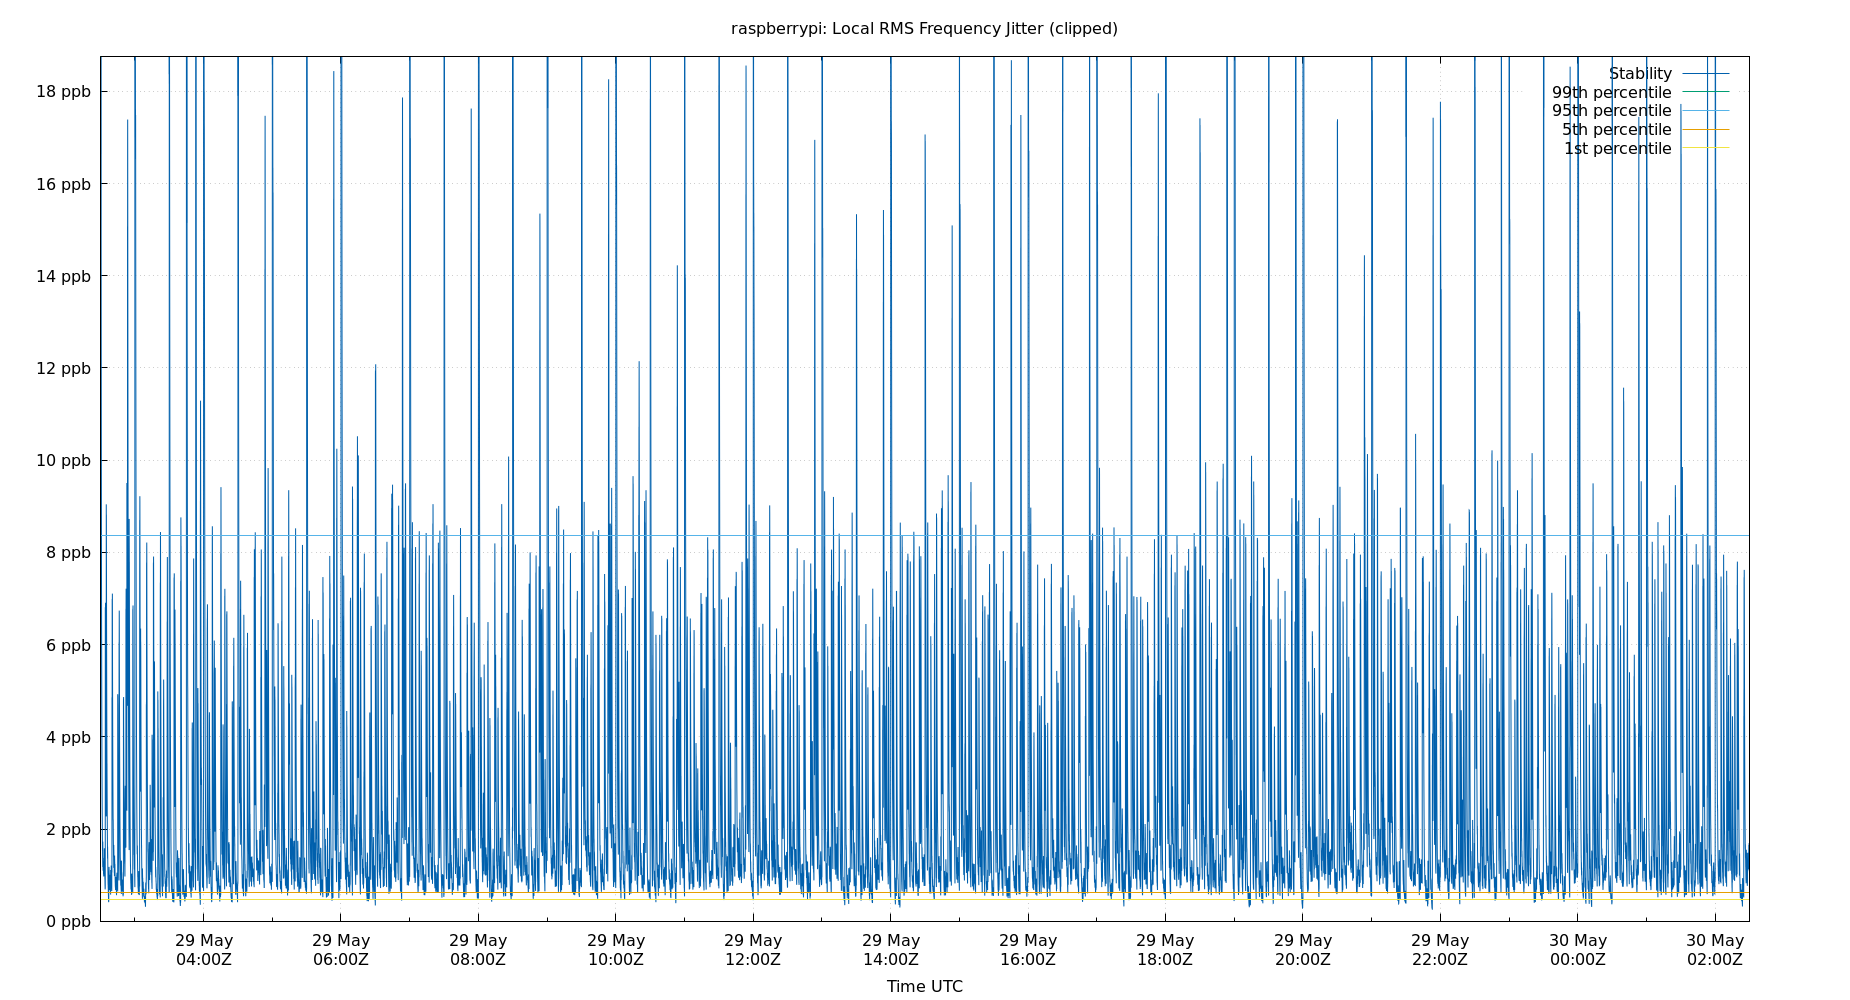 raspberrypi: Local RMS Frequency Jitter (clipped)
Stability
99th percentile
95th percentile
5th percentile
1st percentile
18 ppb
16 ppb
14 ppb
12 ppb
10 ppb
8 ppb
6 ppb
4 ppb
2 ppb
0 ppb
29 May 29 May 29 May 29 May 29 May 29 May 29 May 29 May 29 May 29 May 30 May 30 May
04:00Z 06:00Z 08:00Z 10:00Z 12:00Z 14:00Z 16:00Z 18:00Z 20:00Z 22:00Z 00:00Z 02:00Z
Time UTC